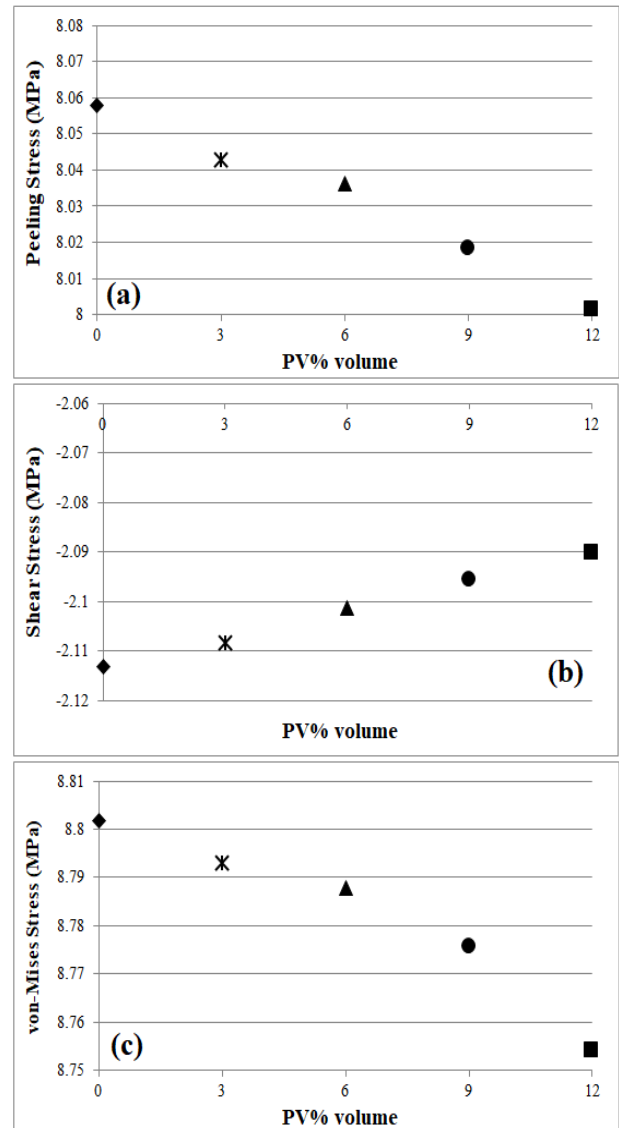 8.08
8.07
8.06
8.05
8.04
8.03
8.02
8.01
8
Peeling Stress (MPa)
(a)
0 3 6 9 12
PV% volume
-2.06
0 3 6 9 12
-2.07
-2.08
-2.09
-2.1
-2.11
-2.12
Shear Stress (MPa)
(b)
PV% volume
8.81
8.8
8.79
8.78
8.77
8.76
8.75
von-Mises Stress (MPa)
(c)
0 3 6 9 12
PV% volume